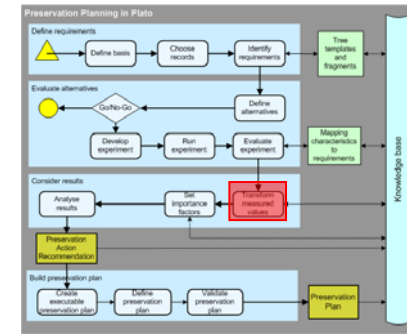 Preservation Planning in Plato
Define requirements
Define basis
Choose
records
Identify
requirements
Tree
templates
and
fragments
Evaluate alternatives
Go/No-Go
Define
alternatives
Develop
experiment
Run
experiment
Evaluate
experiment
Mapping
characteristics
to
requirements
Knowledge base
Consider results
Analyse
results
Set
importance
factors
Transform
measured
values
Preservation
Action
Recommendation
Build preservation plan
Create
executable
preservation plan
Define
preservation
plan
Validate
preservation
plan
Preservation
Plan